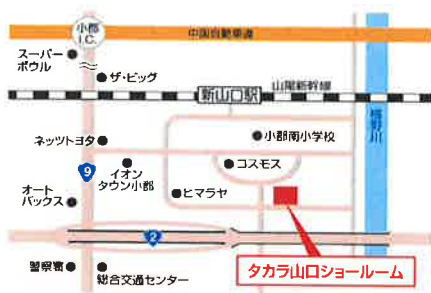 小郡
I.C.
中国自動車道
スーパー
ボウル
ザ・ビッグ
山陽新幹線
新山口駅
椹野川
ネッツトヨタ
小郡南小学校
イオン
タウン小郡
コスモス
9
ヒマラヤ
オート
バックス
2
タカラ山口ショールーム
警察署
総合交通センター